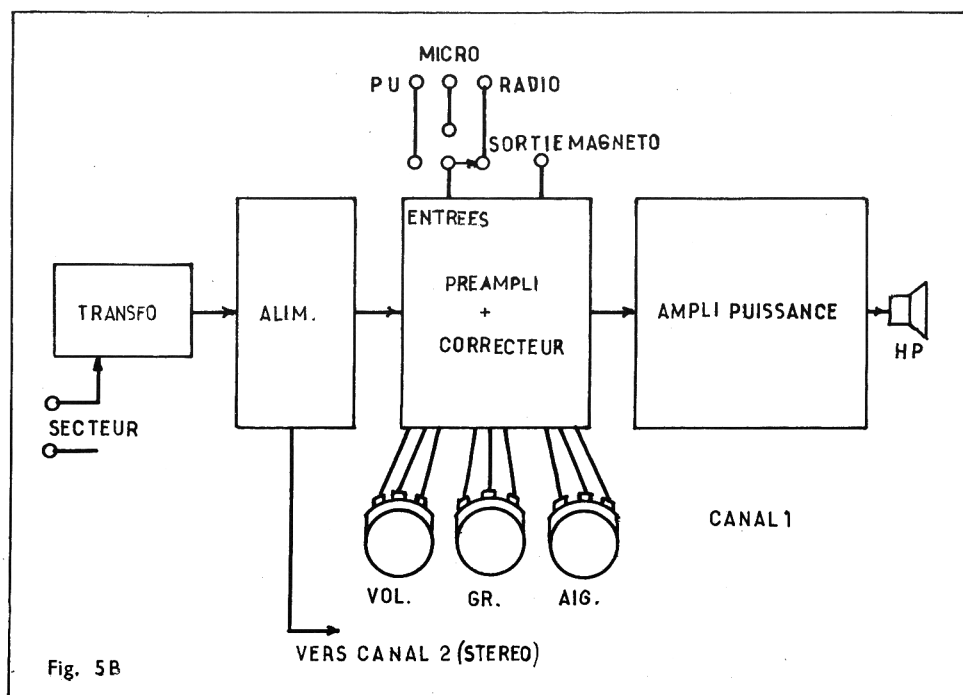 MICRO
PU
RADIO
SORTIE MAGNETO
ENTREES
TRANSFO
ALIM.
PREAMPLI
+
CORRECTEUR
AMPLI PUISSANCE
HP
SECTEUR
CANAL 1
VOL.
GR.
AIG.
VERS CANAL 2 (STEREO)
Fig. 5B